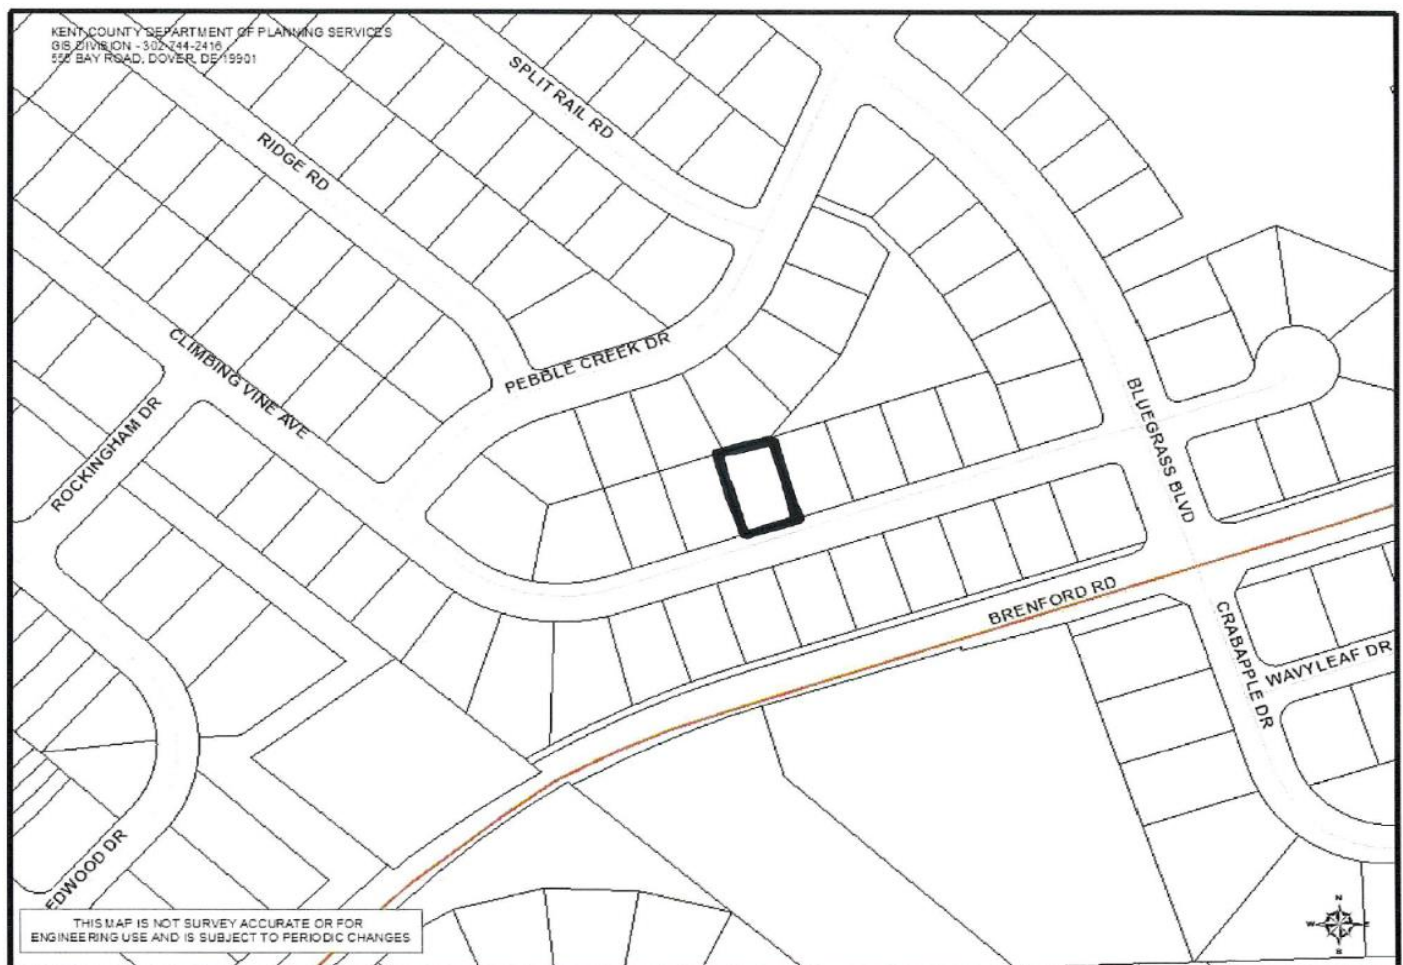 KENT COUNTY DEPARTMENT OF PLANNING SERVICES
GIS DIVISION - 302-744-2416
555 BAY ROAD, DOVER, DE 19901
SPLIT RAIL RD
RIDGE RD
CLIMBING VINE AVE
PEBBLE CREEK DR
ROCKINGHAM DR
BLUEGRASS BLVD
BRENFORD RD
CRABAPPLE DR
WAVYLEAF DR
EDWOOD DR
THIS MAP IS NOT SURVEY ACCURATE OR FOR
ENGINEERING USE AND IS SUBJECT TO PERIODIC CHANGES
N
W E
S